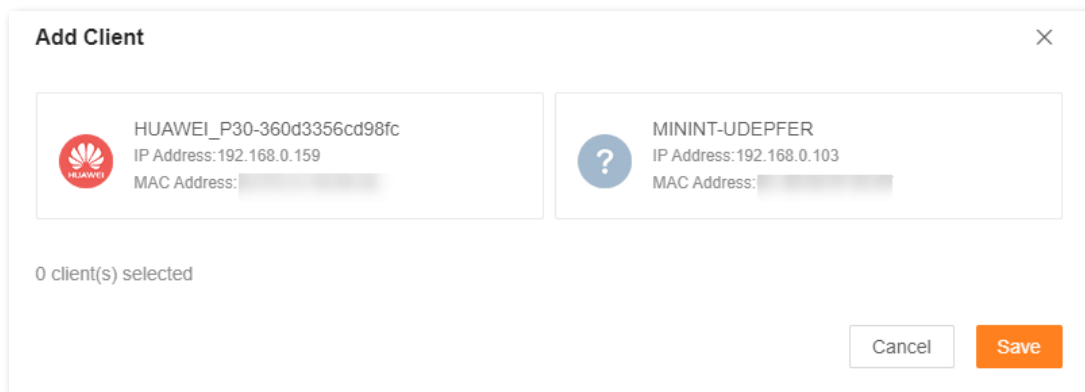 Add Client
HUAWEI_P30-360d3356cd98fc
IP Address:192.168.0.159
MAC Address:
HUAWEI
MININT-UDEPFER
IP Address:192.168.0.103
MAC Address:
?
0 client(s) selected
Cancel
Save